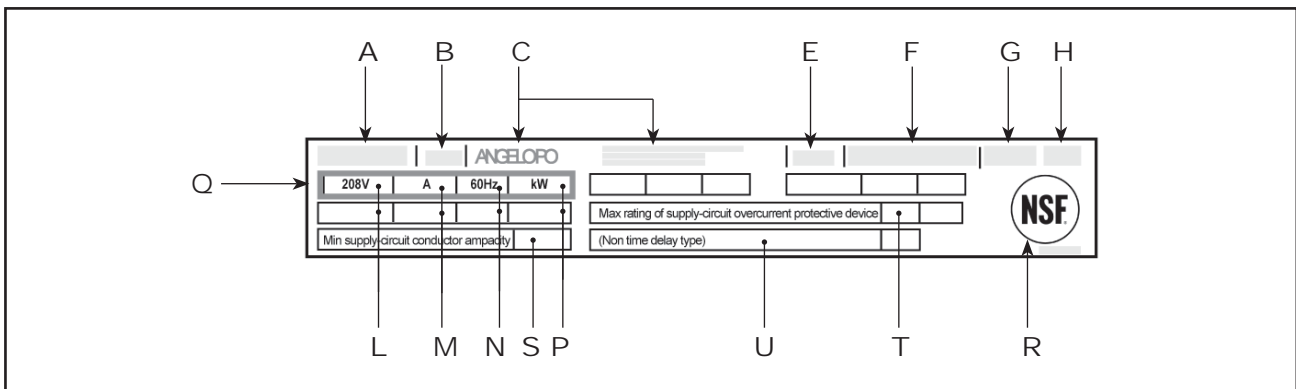 A B C E F G H
ANGELOPO
Q
208V A 60Hz kW
Max rating of supply-circuit overcurrent protective device
NSF.
Min supply-circuit conductor ampacity
(Non time delay type)
L M N S P U T R